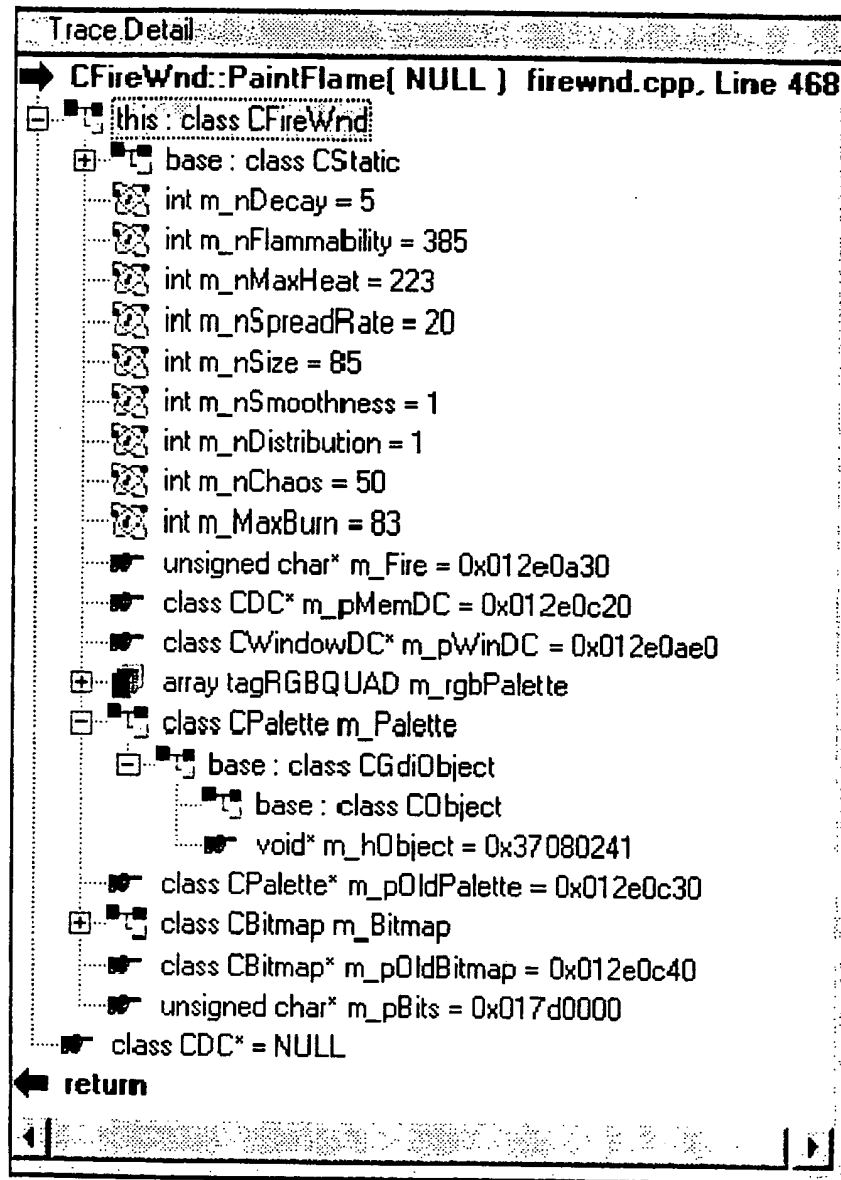 Trace Detail
CFireWnd::PaintFlame( NULL ) firewnd.cpp, Line 468
this : class CFireWnd
base : class CStatic
int m_nDecay = 5
int m_nFlammability = 385
int m_nMaxHeat = 223
int m_nSpreadRate = 20
int m_nSize = 85
int m_nSmoothness = 1
int m_nDistribution = 1
int m_nChaos = 50
int m_MaxBurn = 83
unsigned char* m_Fire = 0x012e0a30
class CDC* m_pMemDC = 0x012e0c20
class CWindowDC* m_pWinDC = 0x012e0ae0
array tagRGBQUAD m_rgbPalette
class CPalette m_Palette
base : class CGdiObject
base : class CObject
void* m_hObject = 0x37080241
class CPalette* m_pOldPalette = 0x012e0c30
class CBitmap m_Bitmap
class CBitmap* m_pOldBitmap = 0x012e0c40
unsigned char* m_pBits = 0x017d0000
class CDC* = NULL
return